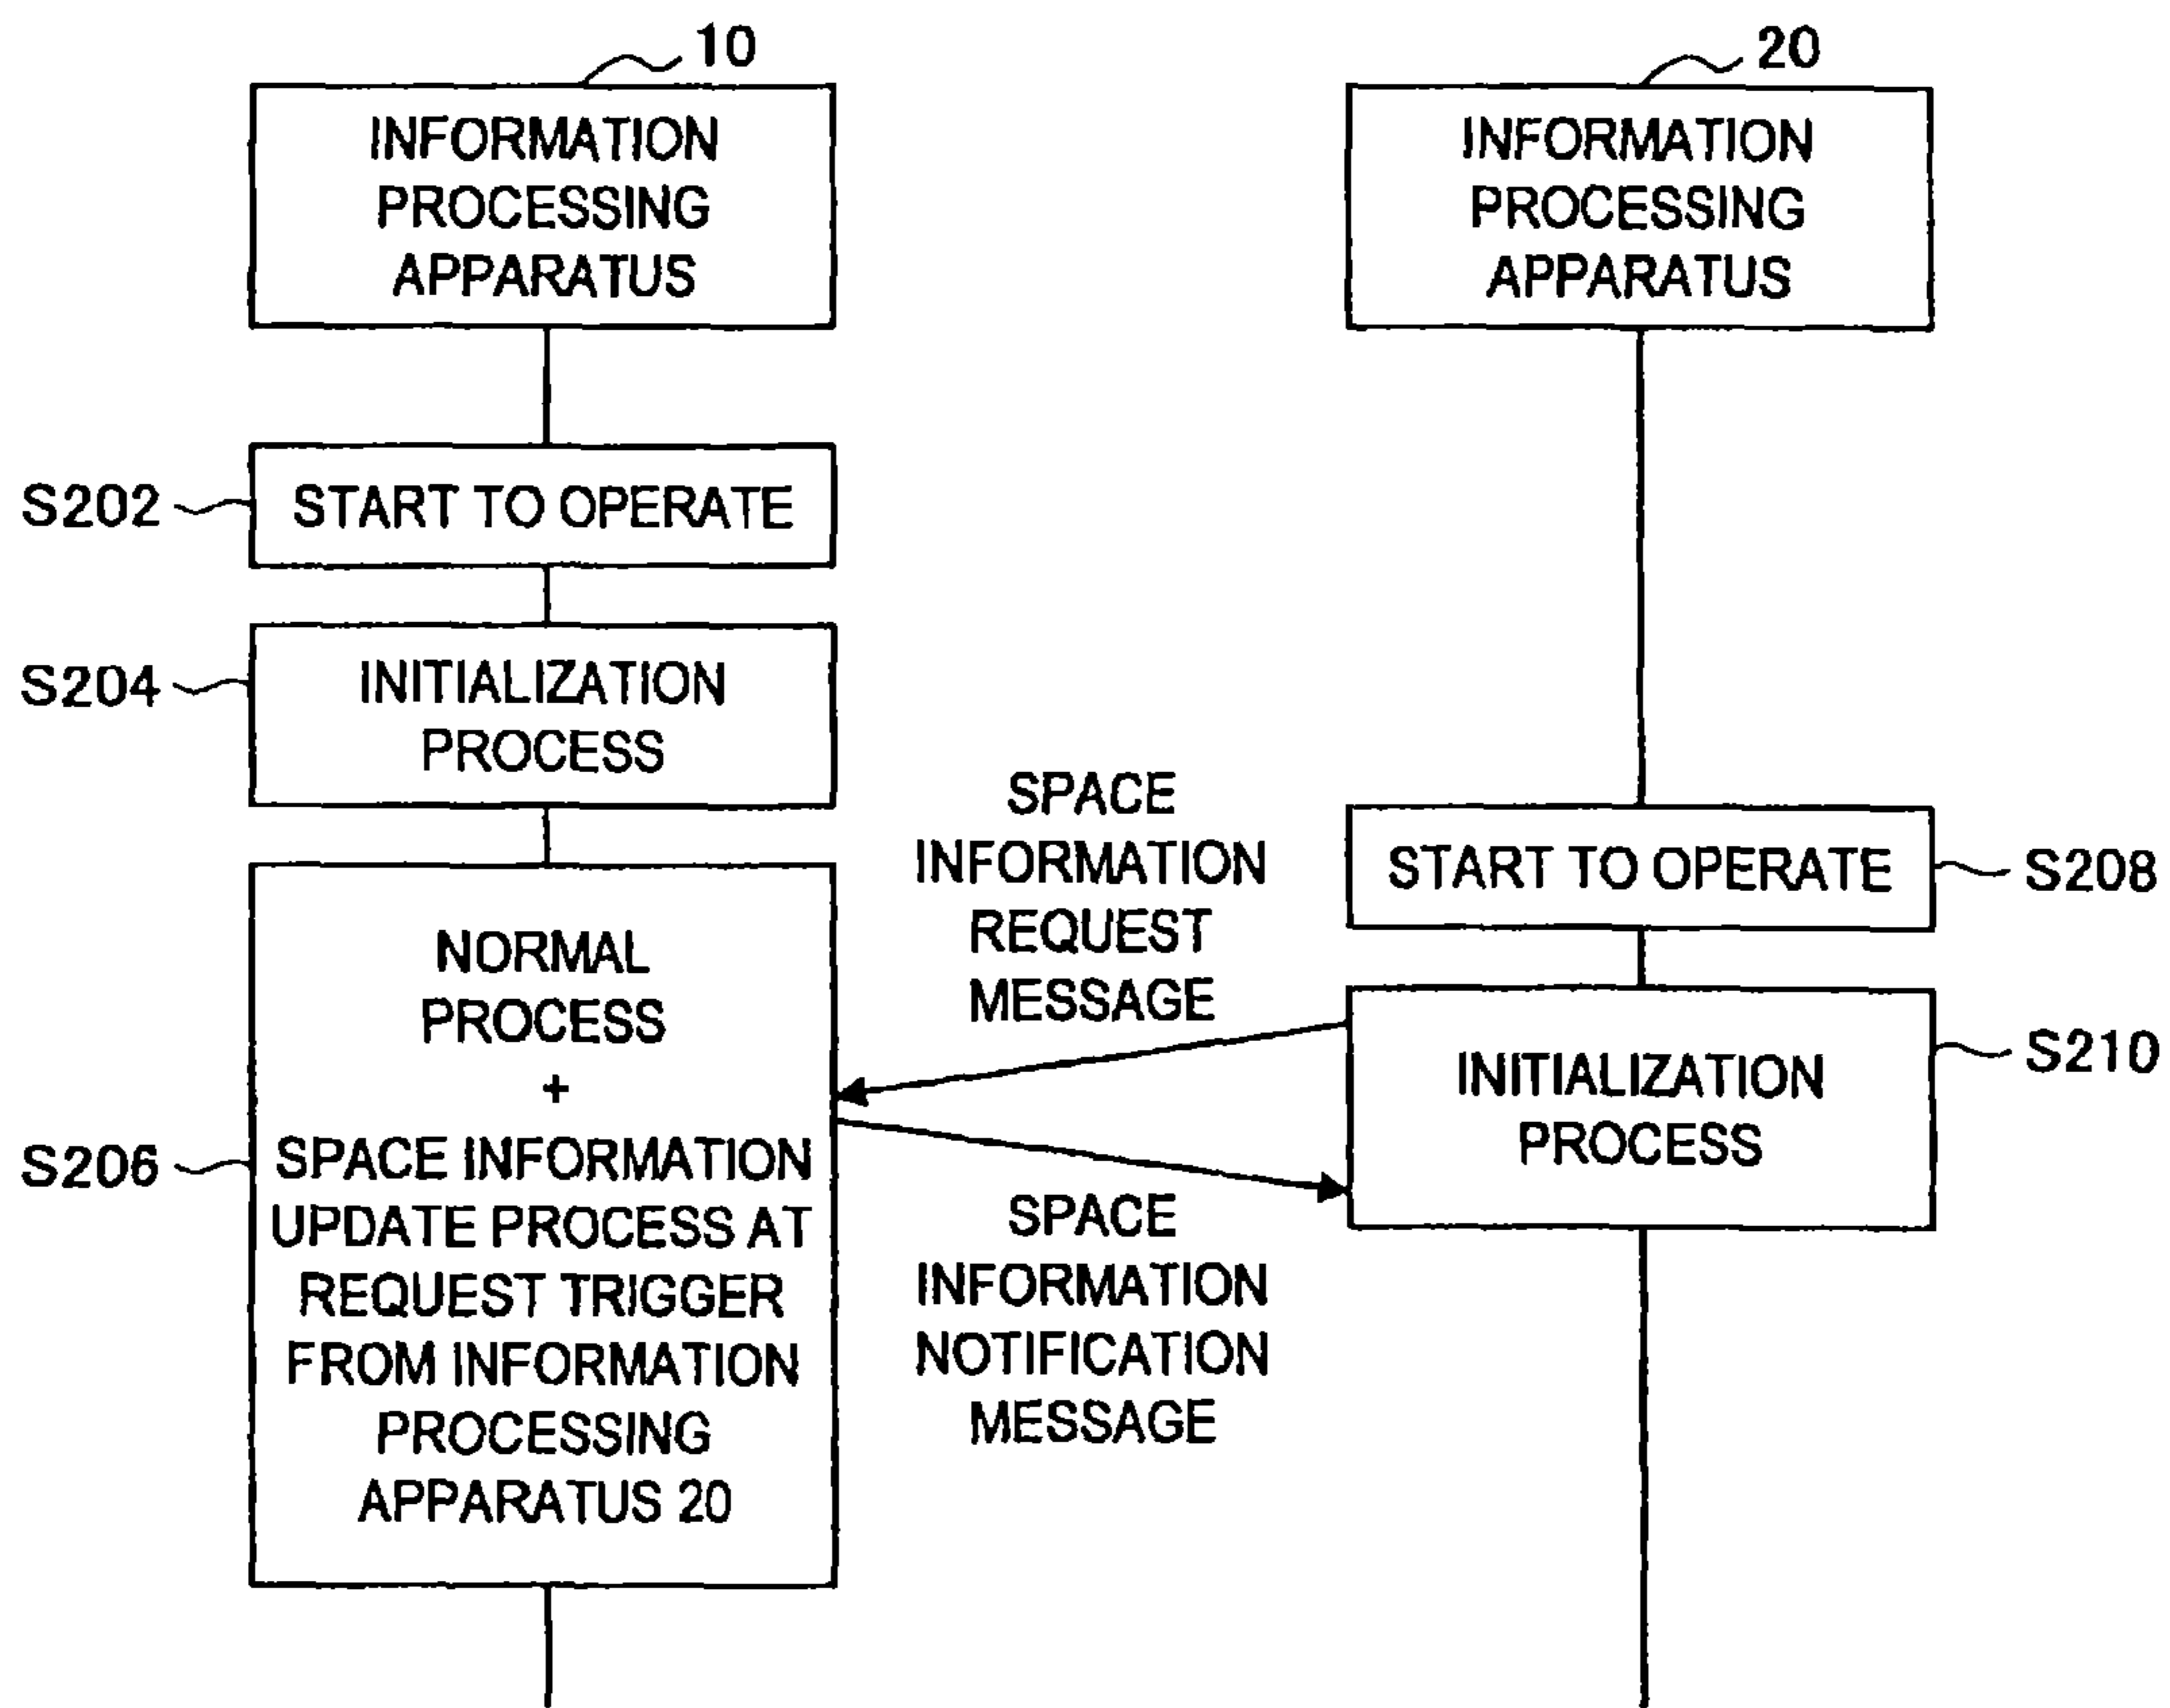 10
INFORMATION
PROCESSING
APPARATUS
20
INFORMATION
PROCESSING
APPARATUS
S202
START TO OPERATE
S204
INITIALIZATION
PROCESS
S206
NORMAL
PROCESS
+
SPACE INFORMATION
UPDATE PROCESS AT
REQUEST TRIGGER
FROM INFORMATION
PROCESSING
APPARATUS 20
SPACE
INFORMATION
REQUEST
MESSAGE
SPACE
INFORMATION
NOTIFICATION
MESSAGE
START TO OPERATE
S208
INITIALIZATION
PROCESS
S210